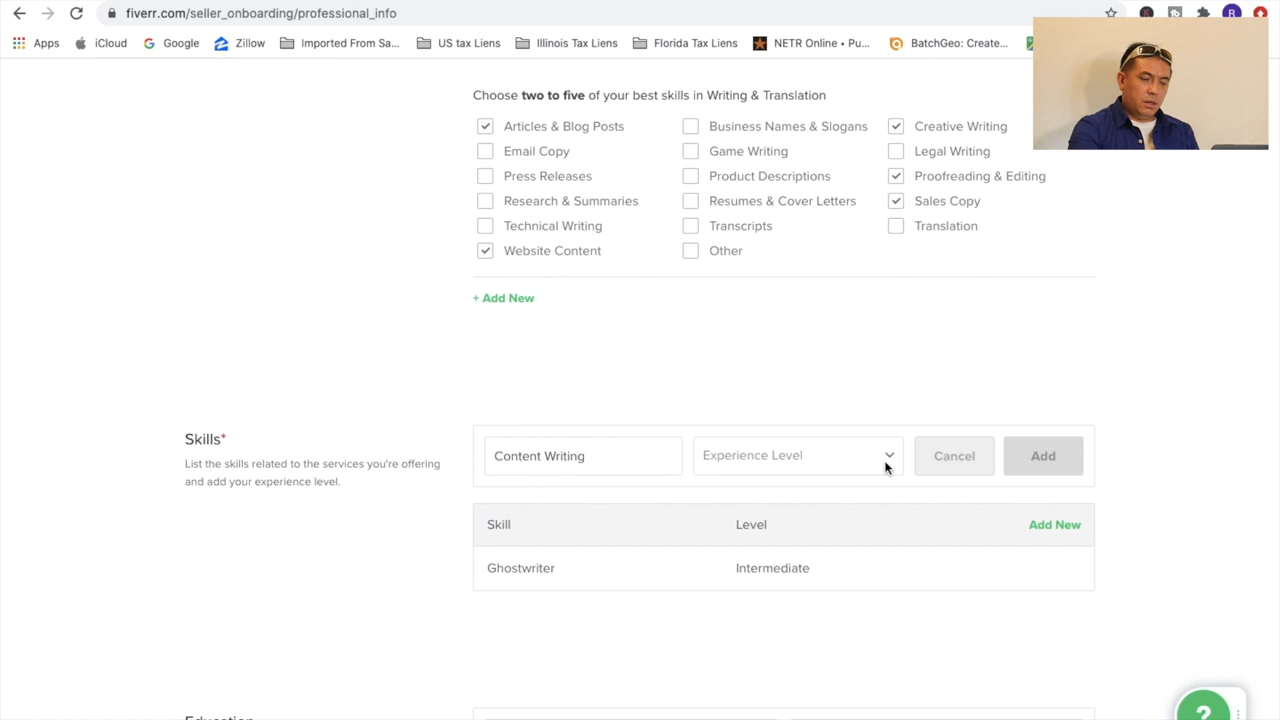 fiverr.com/seller_onboarding/professional_info
R
Apps iCloud Google Zillow Imported From Sa... US tax Liens Illinois Tax Liens Florida Tax Liens NETR Online • Pu... BatchGeo: Create...
Choose two to five of your best skills in Writing & Translation
Articles & Blog Posts Business Names & Slogans Creative Writing
Email Copy Game Writing Legal Writing
Press Releases Product Descriptions Proofreading & Editing
Research & Summaries Resumes & Cover Letters Sales Copy
Technical Writing Transcripts Translation
Website Content Other
+ Add New
Skills*
List the skills related to the services you're offering
and add your experience level.
Content Writing Experience Level Cancel Add
Skill Level Add New
Ghostwriter Intermediate
?